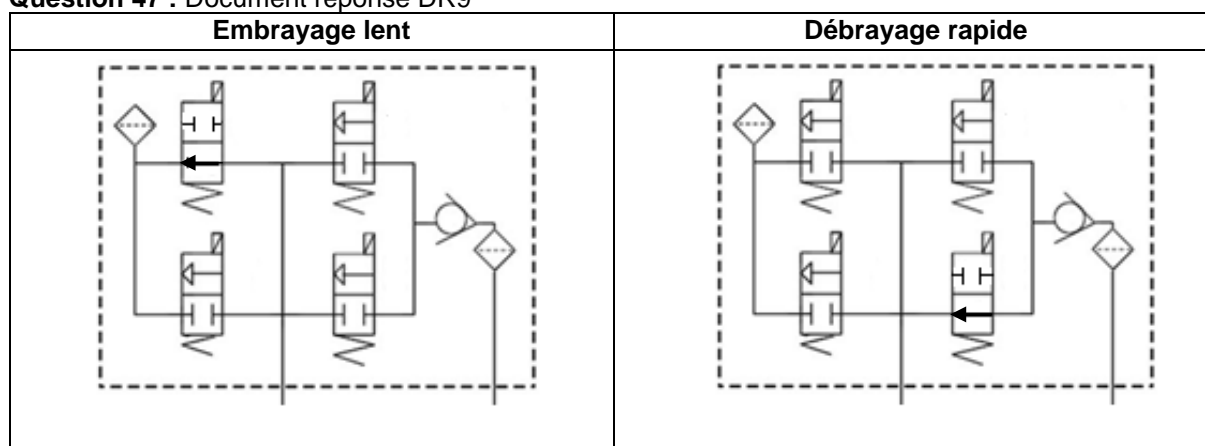 Question 47 : Document réponse DR9
Embrayage lent
Débrayage rapide